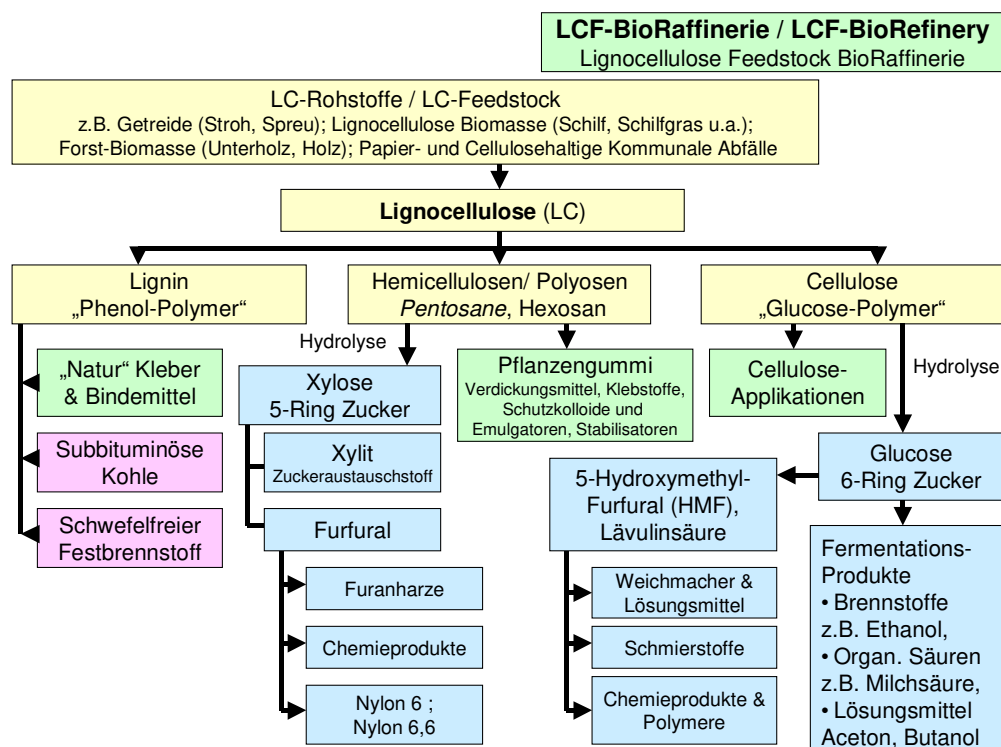 LCF-BioRaffinerie / LCF-BioRefinery
Lignocellulose Feedstock BioRaffinerie
LC-Rohstoffe / LC-Feedstock
z.B. Getreide (Stroh, Spreu); Lignocellulose Biomasse (Schilf, Schilfgras u.a.);
Forst-Biomasse (Unterholz, Holz); Papier- und Cellulosehaltige Kommunale Abfälle
Lignocellulose (LC)
Lignin
„Phenol-Polymer“
Hemicellulosen/ Polyosen
Pentosane, Hexosan
Cellulose
„Glucose-Polymer“
Hydrolyse
Hydrolyse
„Natur“ Kleber
& Bindemittel
Subbituminöse
Kohle
Schwefelfreier
Festbrennstoff
Xylose
5-Ring Zucker
Xylit
Zuckeraustauschstoff
Furfural
Furanharze
Chemieprodukte
Nylon 6 ;
Nylon 6,6
Pflanzengummi
Verdickungsmittel, Klebstoffe,
Schutzkolloide und
Emulgatoren, Stabilisatoren
Cellulose-
Applikationen
Glucose
6-Ring Zucker
5-Hydroxymethyl-
Furfural (HMF),
Lävulinsäure
Weichmacher &
Lösungsmittel
Schmierstoffe
Chemieprodukte &
Polymere
Fermentations-
Produkte
• Brennstoffe
z.B. Ethanol,
• Organ. Säuren
z.B. Milchsäure,
• Lösungsmittel
Aceton, Butanol